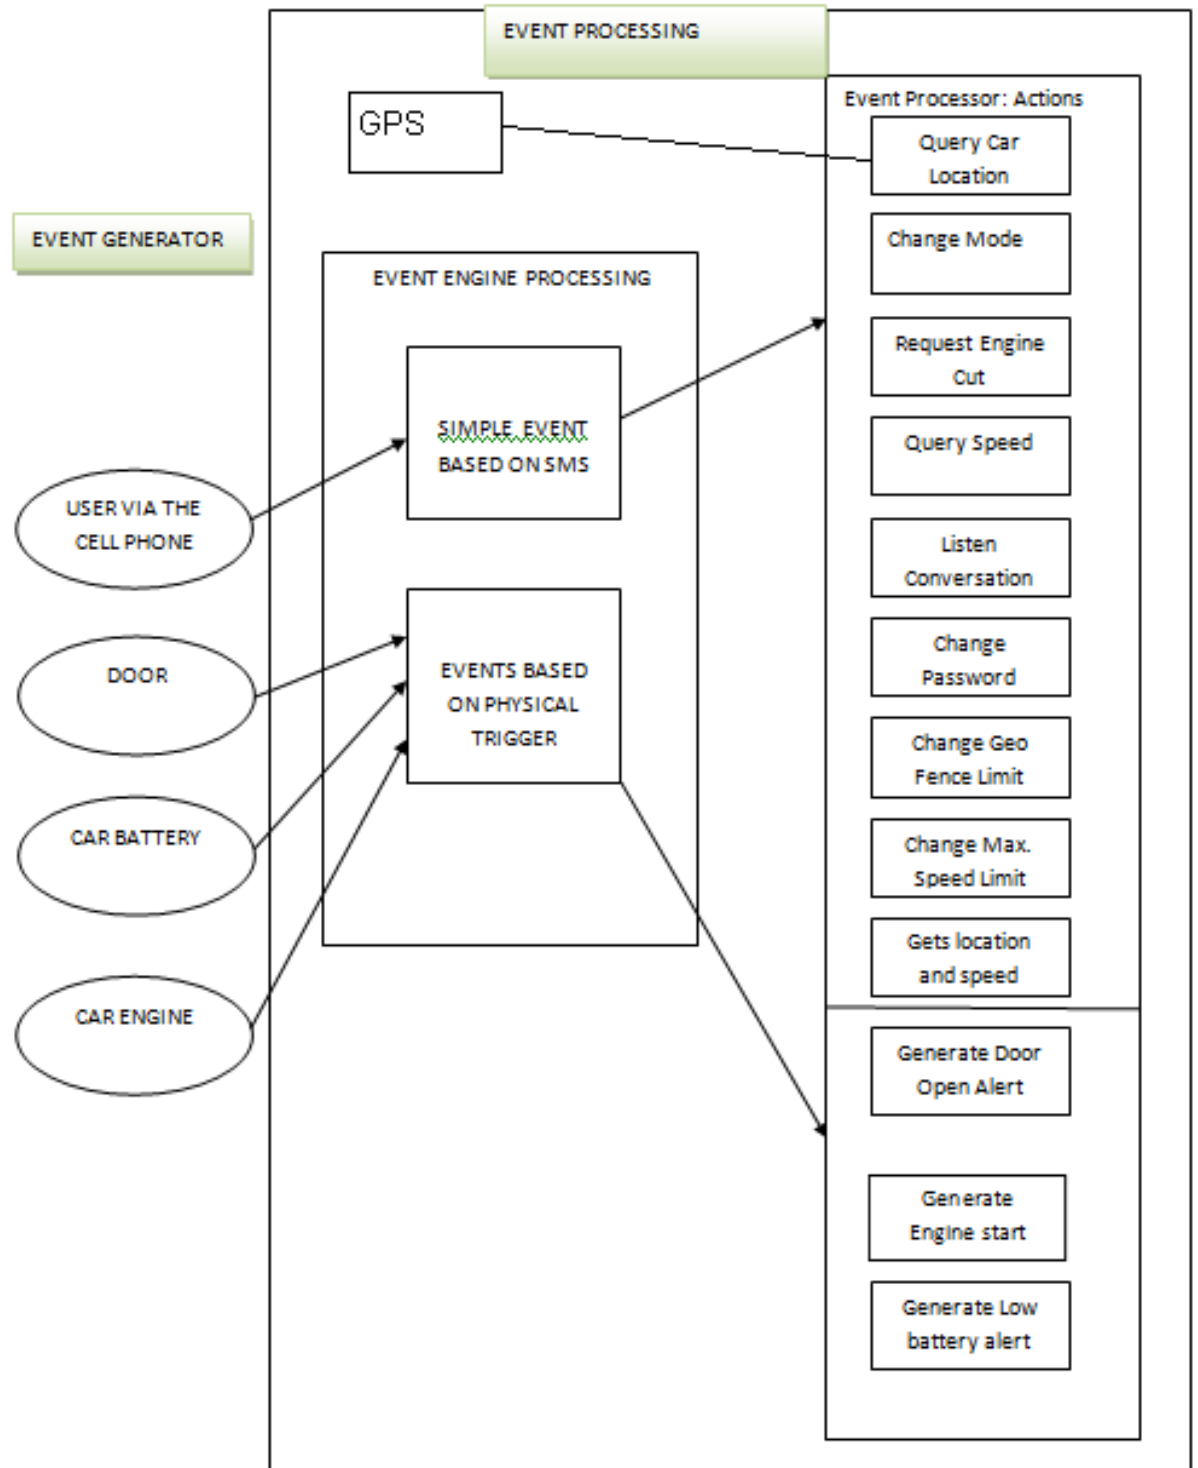 EVENT PROCESSING
Event Processor: Actions
GPS
Query Car
Location
EVENT GENERATOR
Change Mode
EVENT ENGINE PROCESSING
Request Engine
Cut
SIMPLE EVENT
BASED ON SMS
Query Speed
USER VIA THE
CELL PHONE
Listen
Conversation
DOOR
EVENTS BASED
ON PHYSICAL
TRIGGER
Change
Password
Change Geo
Fence Limit
CAR BATTERY
Change Max.
Speed Limit
Gets location
and speed
CAR ENGINE
Generate Door
Open Alert
Generate
Engine start
Generate Low
battery alert